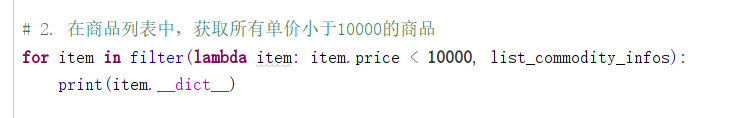 # 2. 在商品列表中，获取所有单价小于10000的商品
for item in filter(lambda item: item.price < 10000, list_commodity_infos):
    print(item.__dict__)